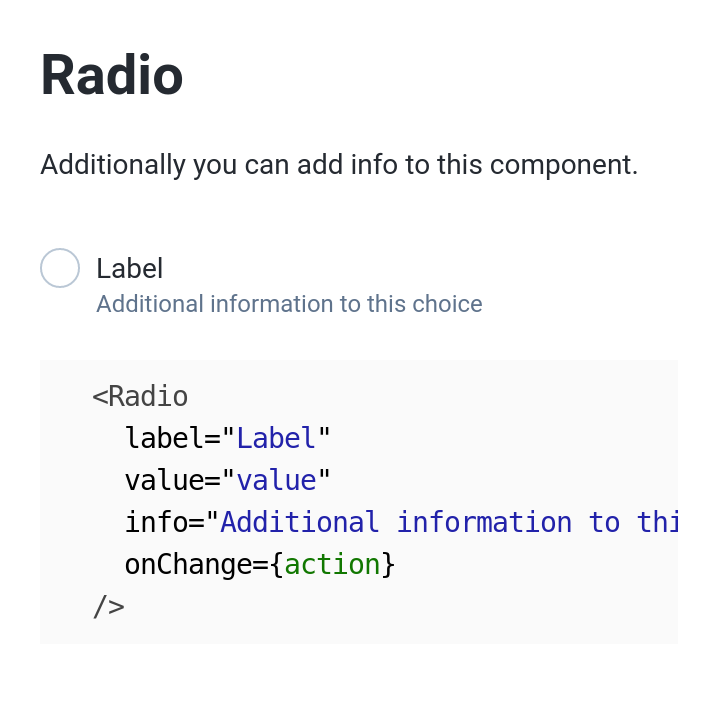 Radio
Additionally you can add info to this component.
Label
Additional information to this choice
<Radio
label="Label"
value="value"
info="Additional information to thi
onChange={action}
/>